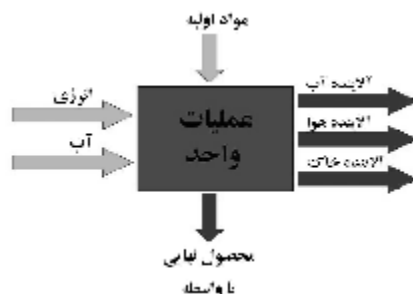 مواد اولیه
انرژی
آب
عملیات
واحد
آلاینده آب
آلاینده هوا
آلاینده خاک
محصول نهایی
یا واسطه